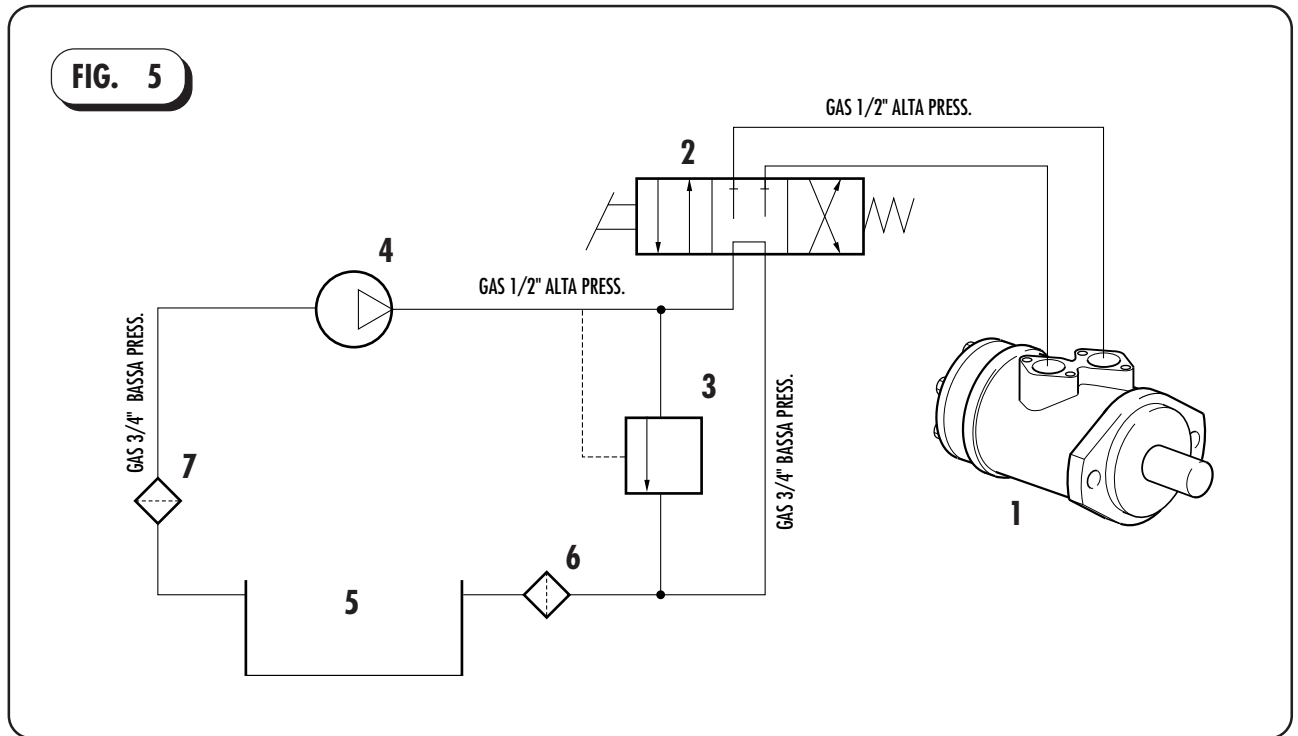 FIG. 5
GAS 1/2" ALTA PRESS.
2
4
GAS 1/2" ALTA PRESS.
GAS 3/4" BASSA PRESS.
3
GAS 3/4" BASSA PRESS.
7
1
6
5